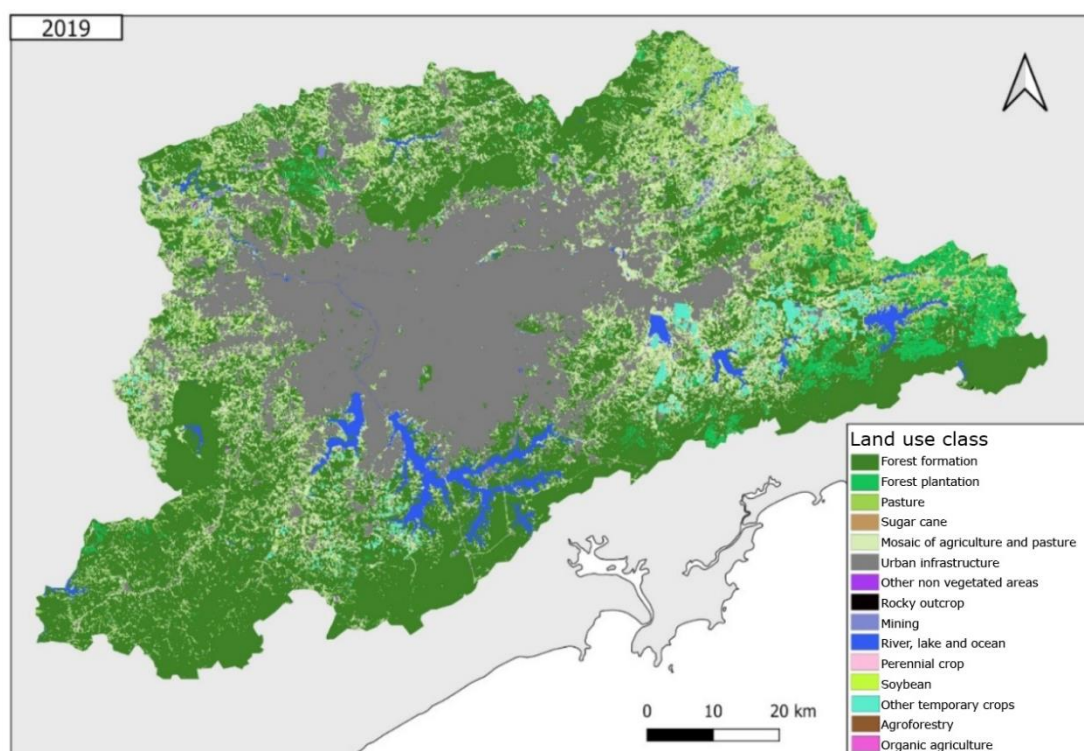 2019
Land use class
Forest formation
Forest plantation
Pasture
Sugar cane
Mosaic of agriculture and pasture
Urban infrastructure
Other non vegetated areas
Rocky outcrop
Mining
River, lake and ocean
Perennial crop
Soybean
Other temporary crops
Agroforestry
Organic agriculture
0 10 20 km